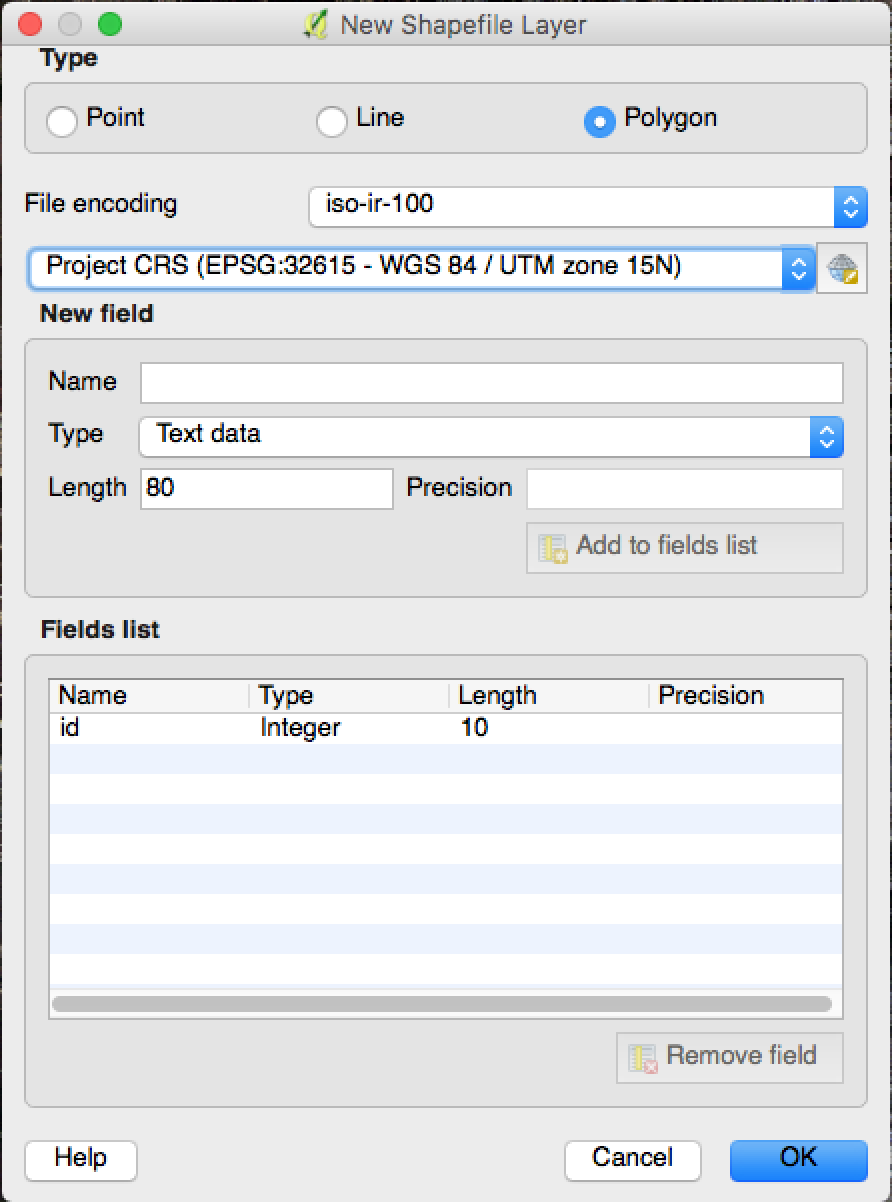 New Shapefile Layer
Type
Point Line Polygon
File encoding iso-ir-100
Project CRS (EPSG:32615 - WGS 84 / UTM zone 15N)
New field
Name
Type Text data
Length 80 Precision
Add to fields list
Fields list
Name Type Length Precision
id Integer 10
Remove field
Help Cancel OK